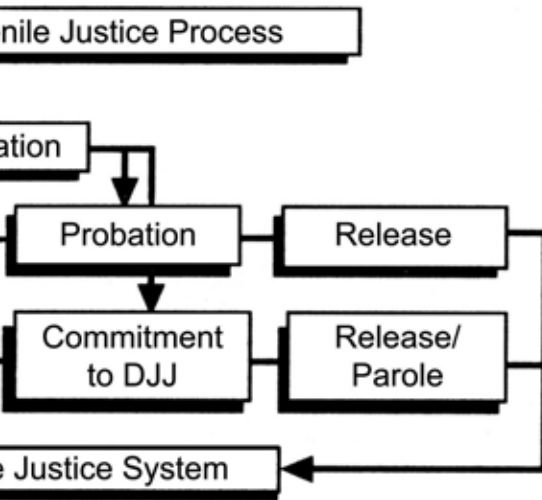 nile Justice Process
ation
Probation
Release
Commitment
to DJJ
Release/
Parole
e Justice System